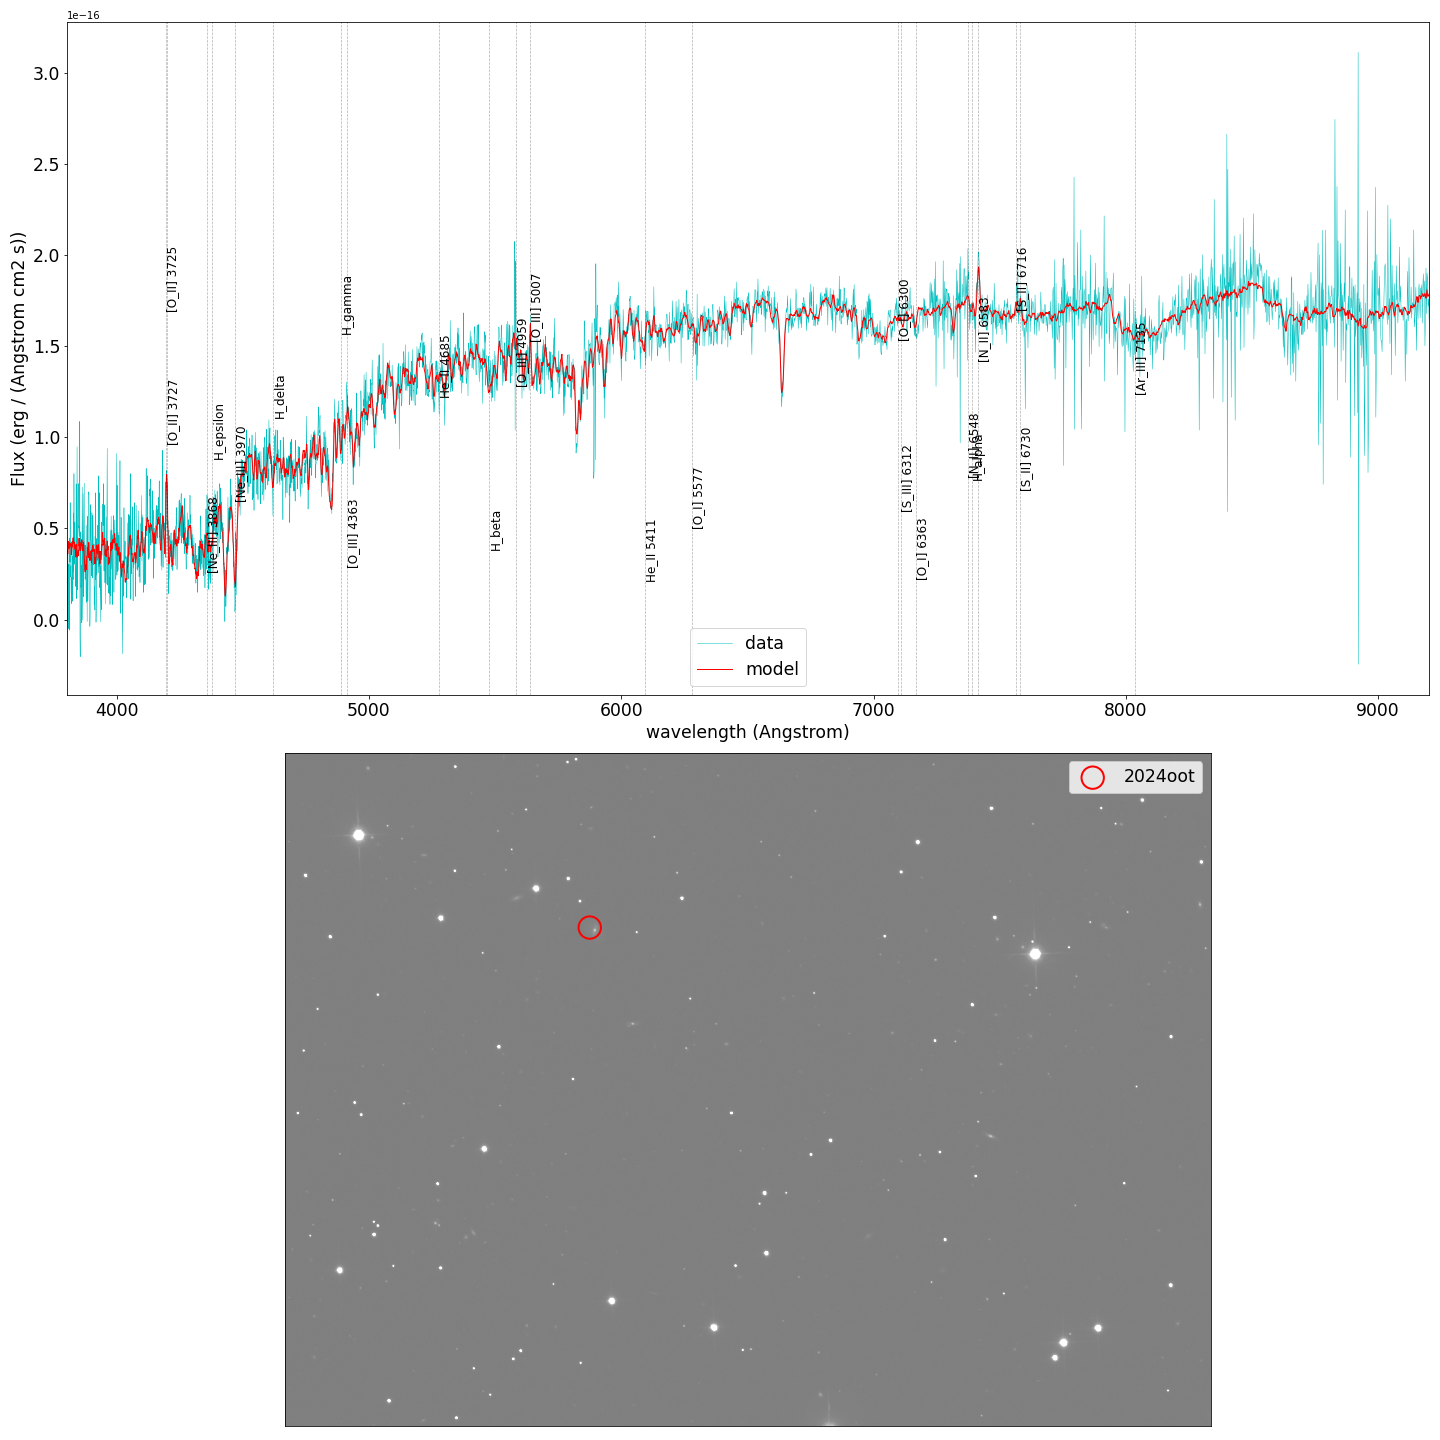 1e−16
3.0
2.5
2.0
1.5
1.0
0.5
0.0
Flux (erg / (Angstrom cm2 s))
[O_II] 3725
[O_II] 3727
[Ne_III] 3868
H_epsilon
[Ne_III] 3970
H_delta
H_gamma
[O_III] 4363
He_II 4685
H_beta
[O_III] 4959
[O_III] 5007
He_II 5411
[O_I] 5577
[O_I] 6300
[S_III] 6312
[O_I] 6363
[N_II] 6548
H_alpha
[N_II] 6583
[S_II] 6716
[S_II] 6730
[Ar_III] 7135
data
model
4000 5000 6000 7000 8000 9000
wavelength (Angstrom)
2024oot